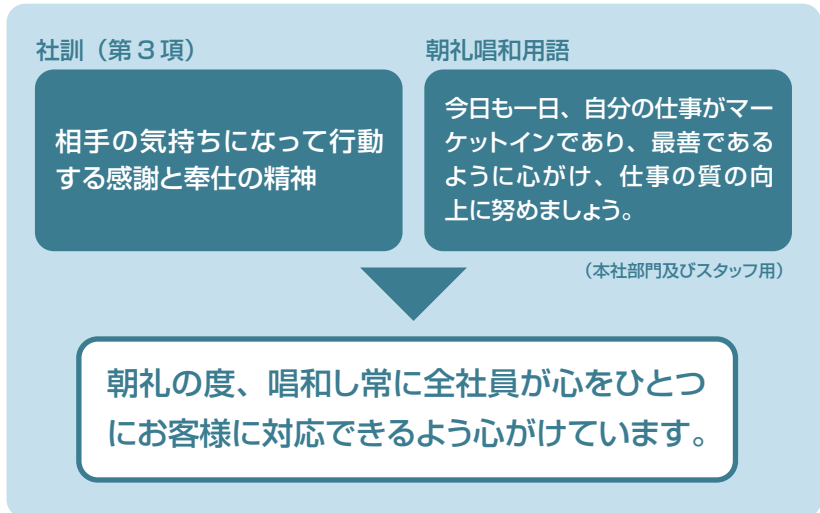 社訓（第3項）
相手の気持ちになって行動
する感謝と奉仕の精神
朝礼唱和用語
今日も一日、自分の仕事がマー
ケットインであり、最善である
ように心がけ、仕事の質の向
上に努めましょう。
（本社部門及びスタッフ用）
朝礼の度、唱和し常に全社員が心をひとつ
にお客様に対応できるよう心がけています。